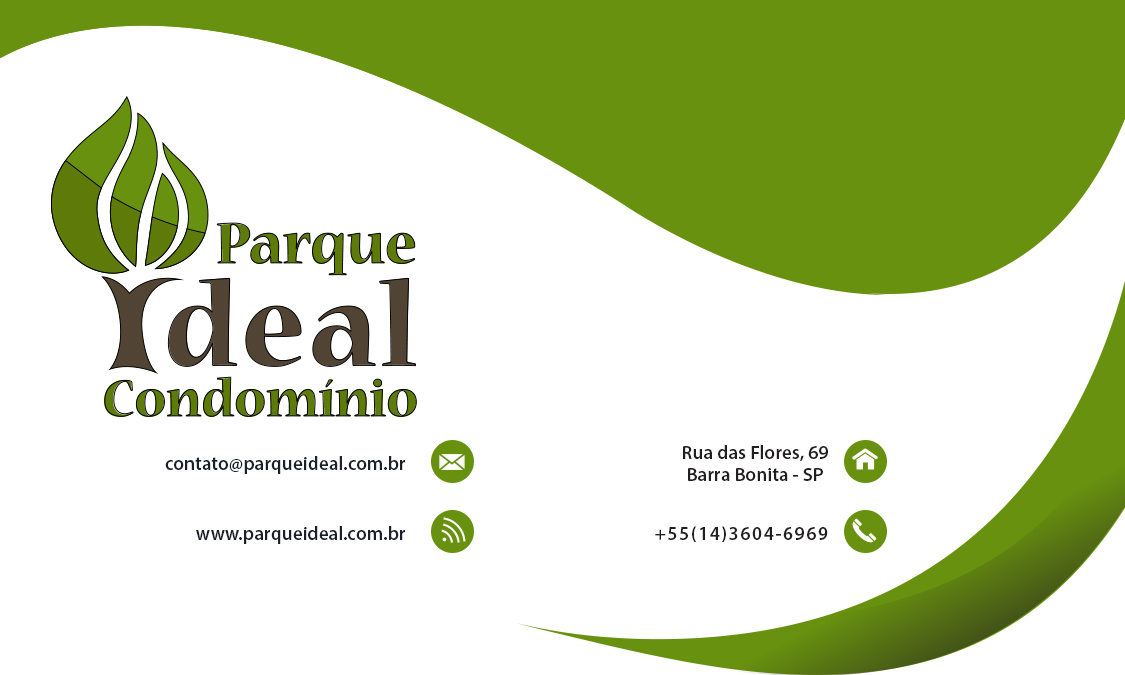 Parque
Ideal
Condomínio
contato@parqueideal.com.br
www.parqueideal.com.br
Rua das Flores, 69
Barra Bonita - SP
+55(14)3604-6969